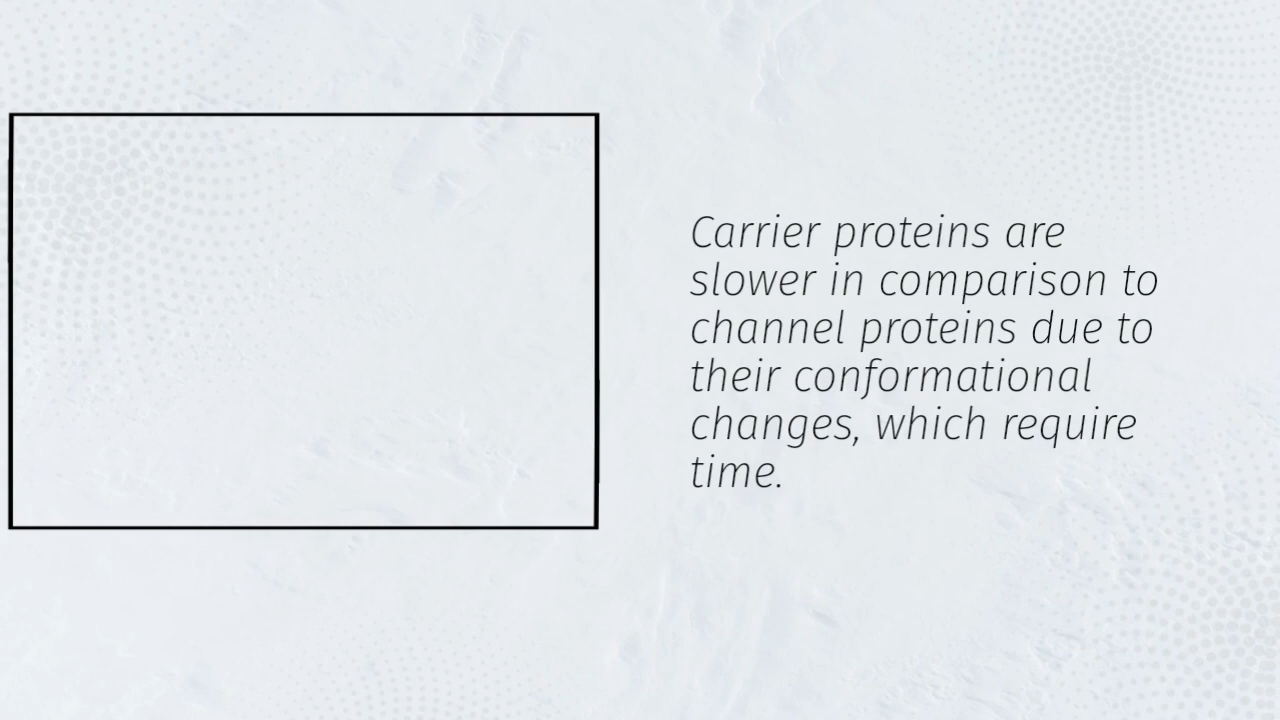 Carrier proteins are
slower in comparison to
channel proteins due to
their conformational
changes, which require
time.